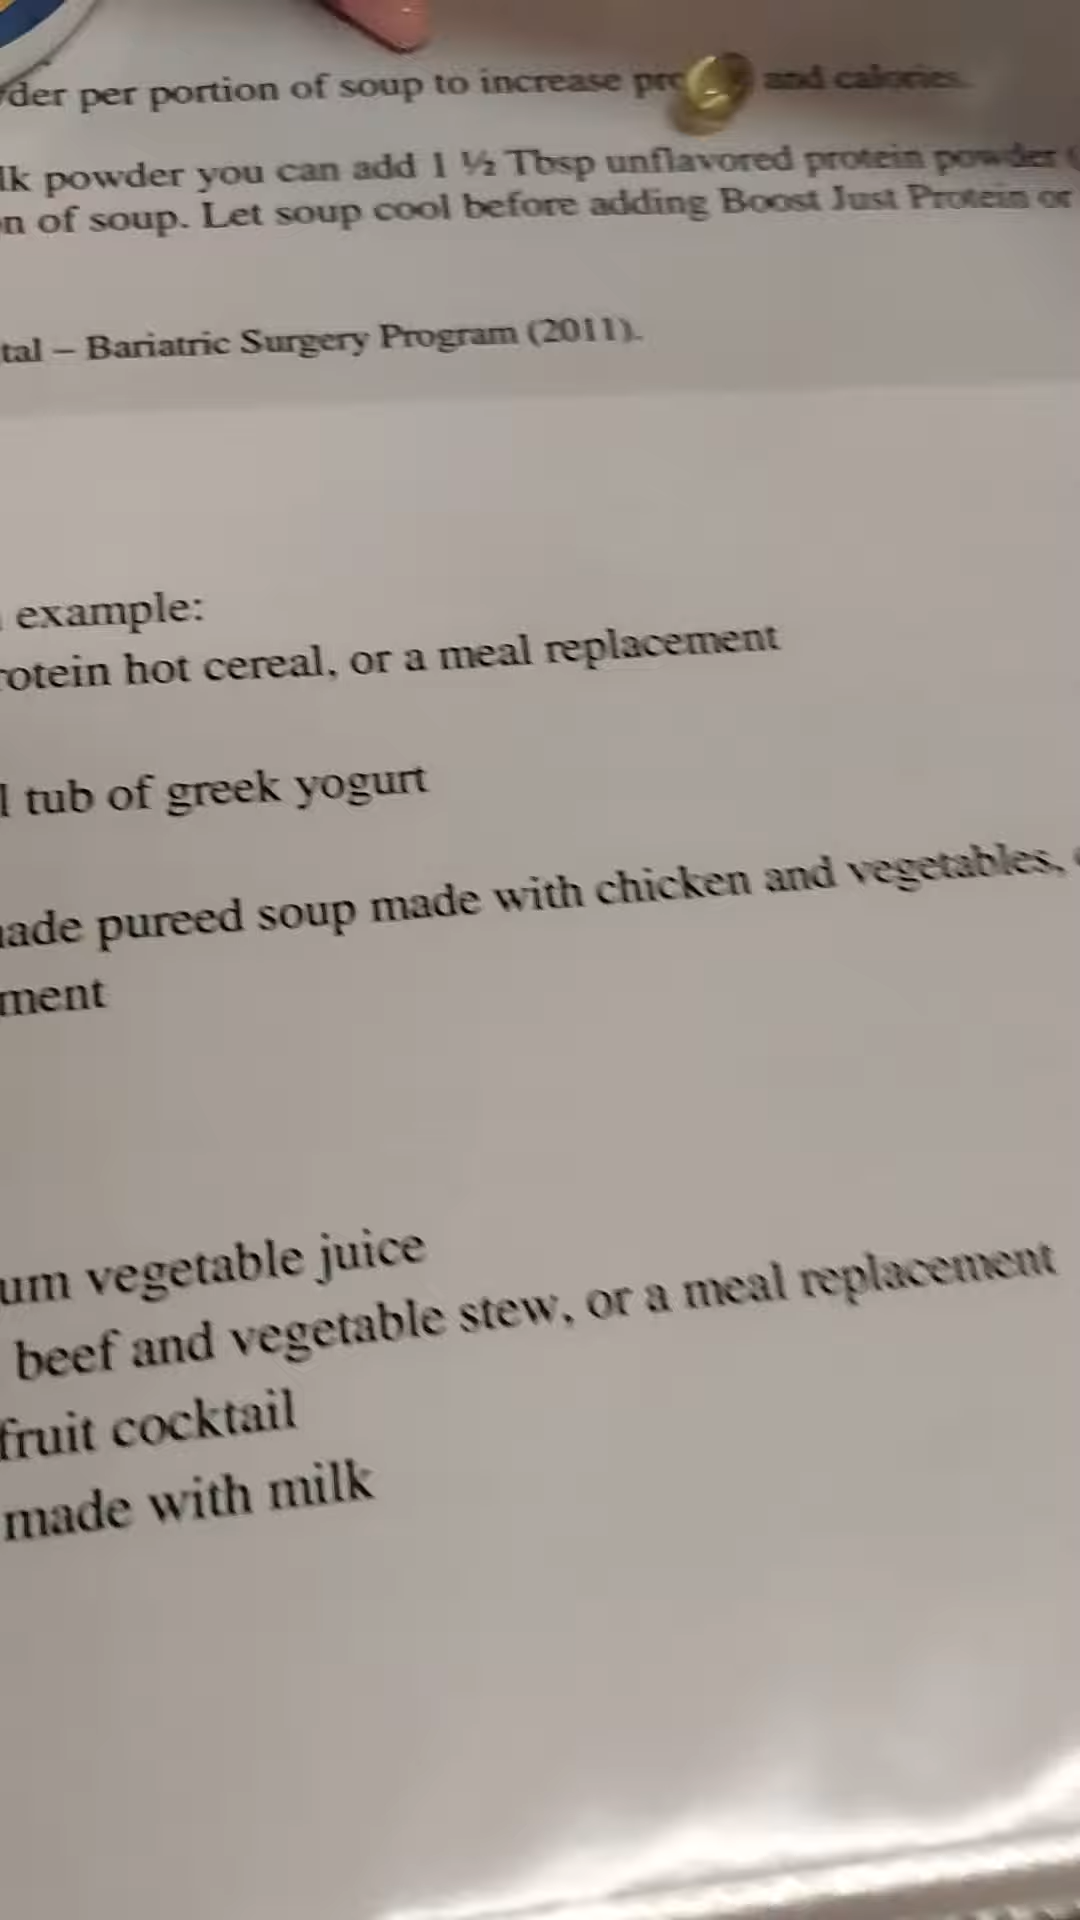 der per portion of soup to increase and calories.
lk powder you can add 1 ½ Tbsp unflavored protein powder (
n of soup. Let soup cool before adding Boost Just Protein or
tal – Bariatric Surgery Program (2011).
example:
rotein hot cereal, or a meal replacement
l tub of greek yogurt
ade pureed soup made with chicken and vegetables,
ment
um vegetable juice
beef and vegetable stew, or a meal replacement
fruit cocktail
made with milk